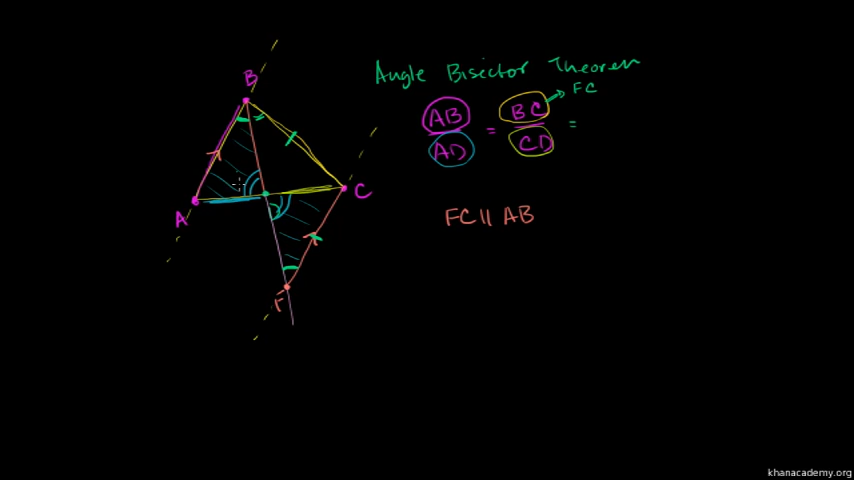 Angle Bisector Theorem
FC
AB
AD
=
BC
CD
=
B
A
C
F
FC || AB
khanacademy.org